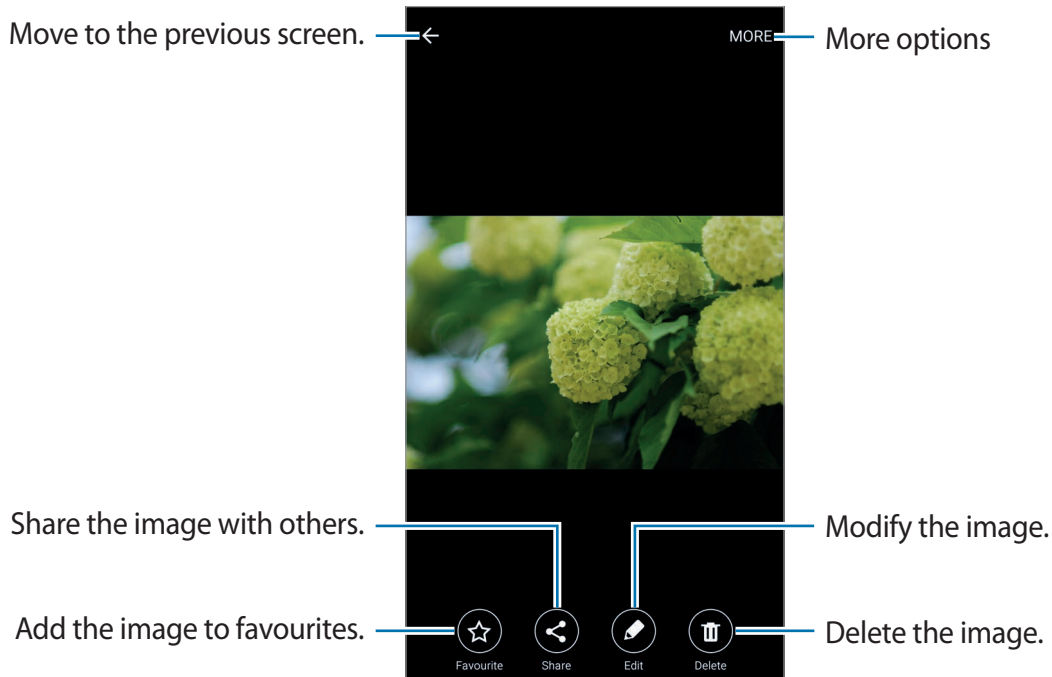 Move to the previous screen.
MORE
More options
Share the image with others.
Modify the image.
Add the image to favourites.
Delete the image.
Favourite
Share
Edit
Delete